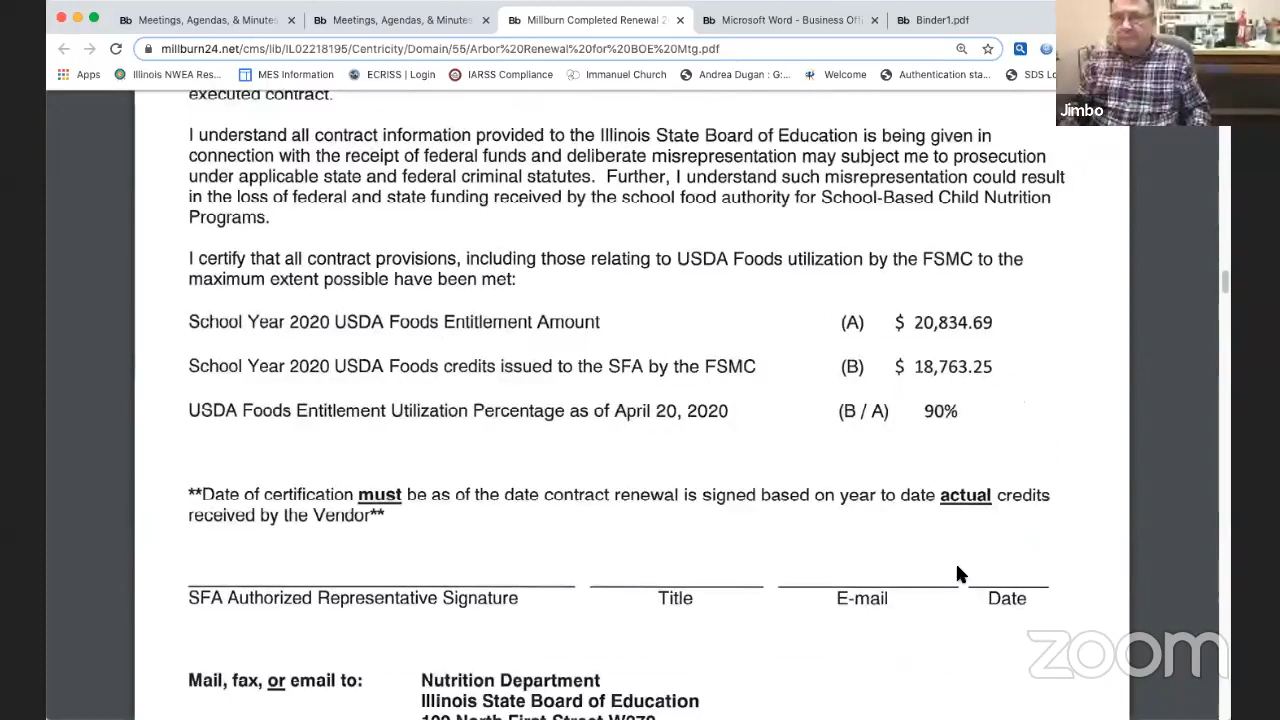 Meetings, Agendas, & Minutes
Meetings, Agendas, & Minutes
Millburn Completed Renewal 2
Microsoft Word - Business Offi
Binder1.pdf
millburn24.net/cms/lib/IL02218195/Centricity/Domain/55/Arbor%20Renewal%20for%20BOE%20Mtg.pdf
Apps
Illinois NWEA Res...
MES Information
ECRISS | Login
IARSS Compliance
Immanuel Church
Andrea Dugan : G:...
Welcome
Authentication sta...
SDS Lo
Jimbo
executed contract.
I understand all contract information provided to the Illinois State Board of Education is being given in
connection with the receipt of federal funds and deliberate misrepresentation may subject me to prosecution
under applicable state and federal criminal statutes. Further, I understand such misrepresentation could result
in the loss of federal and state funding received by the school food authority for School-Based Child Nutrition
Programs.
I certify that all contract provisions, including those relating to USDA Foods utilization by the FSMC to the
maximum extent possible have been met:
School Year 2020 USDA Foods Entitlement Amount (A) $ 20,834.69
School Year 2020 USDA Foods credits issued to the SFA by the FSMC (B) $ 18,763.25
USDA Foods Entitlement Utilization Percentage as of April 20, 2020 (B / A) 90%
**Date of certification must be as of the date contract renewal is signed based on year to date actual credits
received by the Vendor**
SFA Authorized Representative Signature Title E-mail Date
zoom
Mail, fax, or email to: Nutrition Department
Illinois State Board of Education
100 North First Street W270